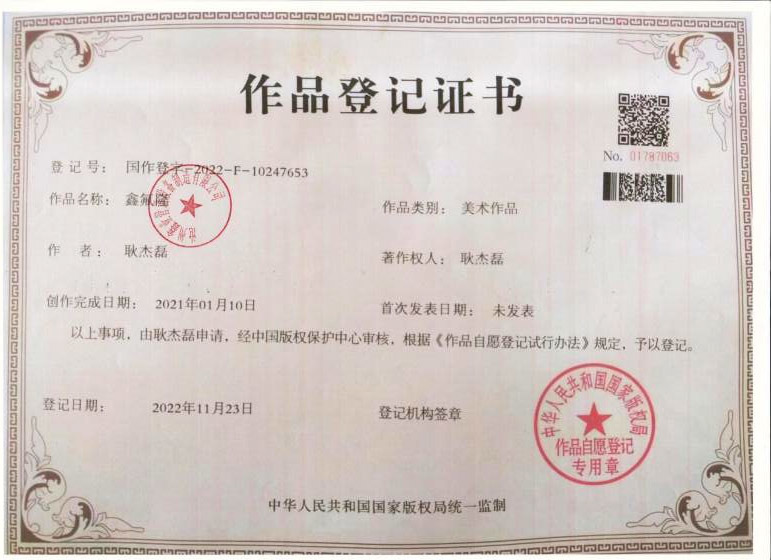 作品登记证书
No. 01787063
登记号： 国作登字-2022-F-10247653
作品名称： 鑫氟隆
作品类别： 美术作品
作者： 耿杰磊
著作权人： 耿杰磊
创作完成日期： 2021年01月10日
首次发表日期： 未发表
以上事项，由耿杰磊申请，经中国版权保护中心审核，根据《作品自愿登记试行办法》规定，予以登记。
登记日期： 2022年11月23日
登记机构签章
中华人民共和国国家版权局
作品自愿登记
专用章
中华人民共和国国家版权局统一监制